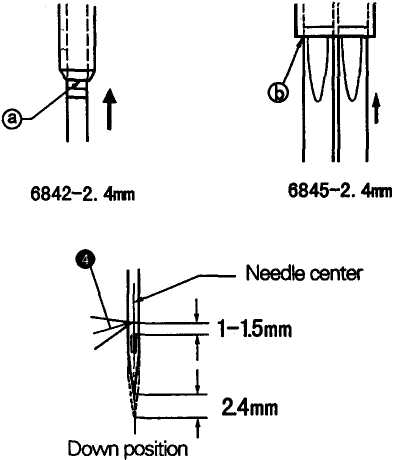 a
b
6842-2.4mm
6845-2.4mm
4
Needle center
1-1.5mm
2.4mm
Down position